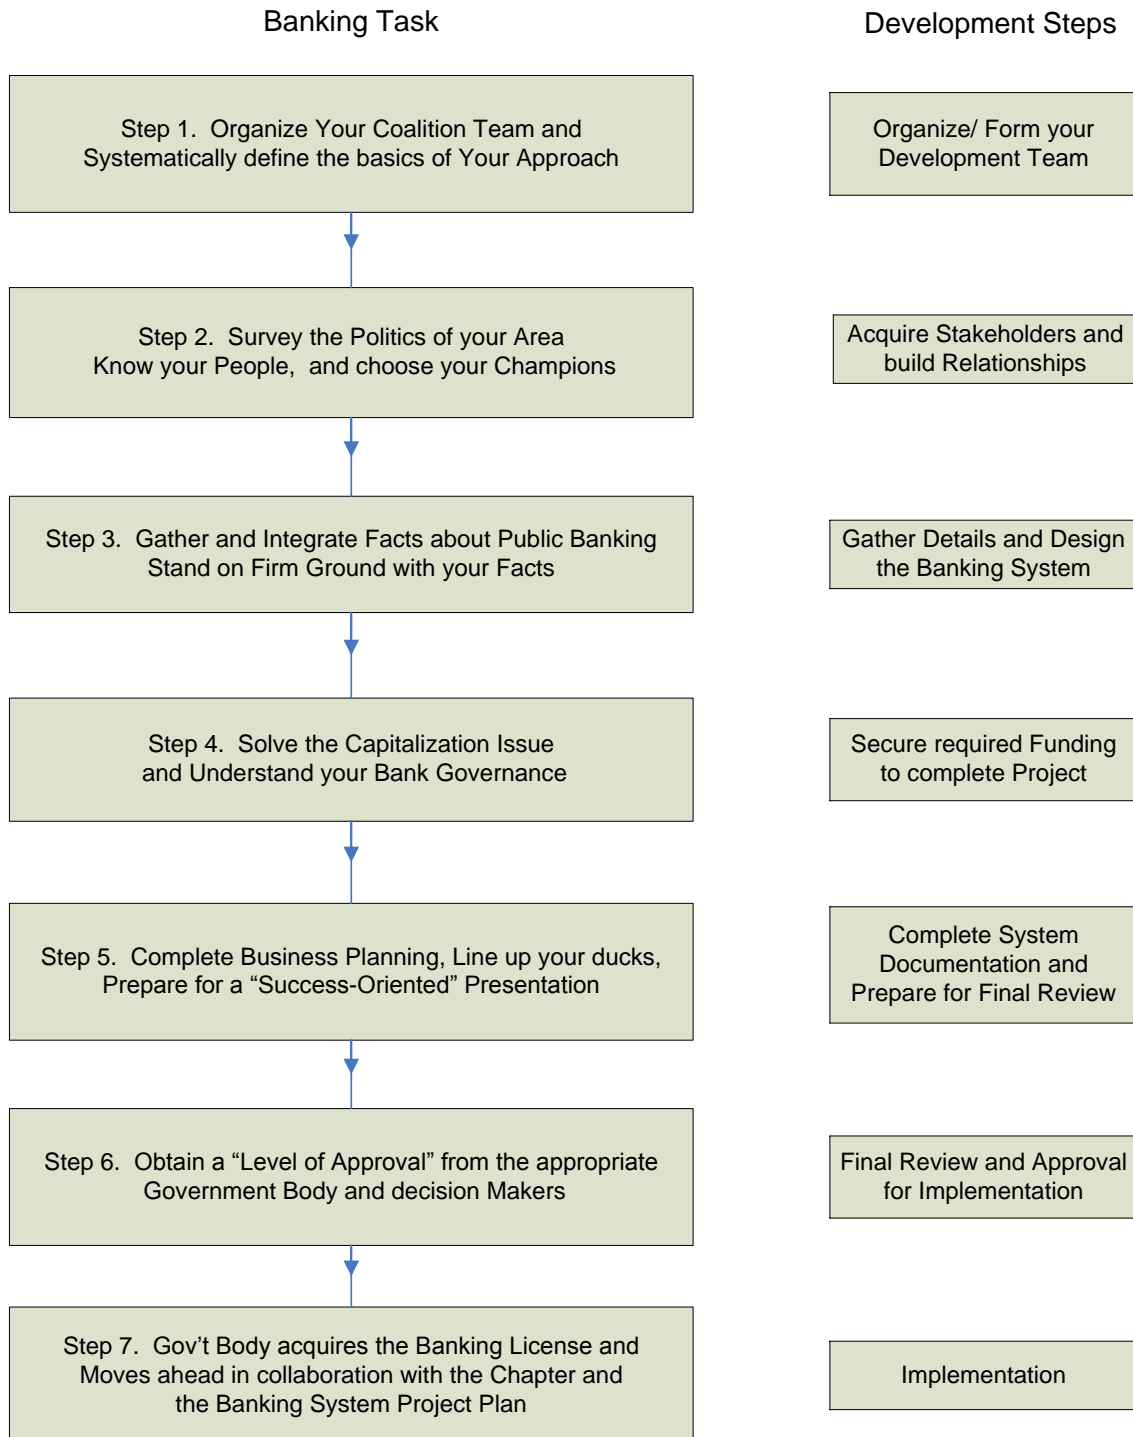 Banking Task
Development Steps
Step 1.  Organize Your Coalition Team and
Systematically define the basics of Your Approach
Organize/ Form your
Development Team
Step 2.  Survey the Politics of your Area
Know your People,  and choose your Champions
Acquire Stakeholders and
build Relationships
Step 3.  Gather and Integrate Facts about Public Banking
Stand on Firm Ground with your Facts
Gather Details and Design
the Banking System
Step 4.  Solve the Capitalization Issue
and Understand your Bank Governance
Secure required Funding
to complete Project
Step 5.  Complete Business Planning, Line up your ducks,
Prepare for a “Success-Oriented” Presentation
Complete System
Documentation and
Prepare for Final Review
Step 6.  Obtain a “Level of Approval” from the appropriate
Government Body and decision Makers
Final Review and Approval
for Implementation
Step 7.  Gov’t Body acquires the Banking License and
Moves ahead in collaboration with the Chapter and
the Banking System Project Plan
Implementation